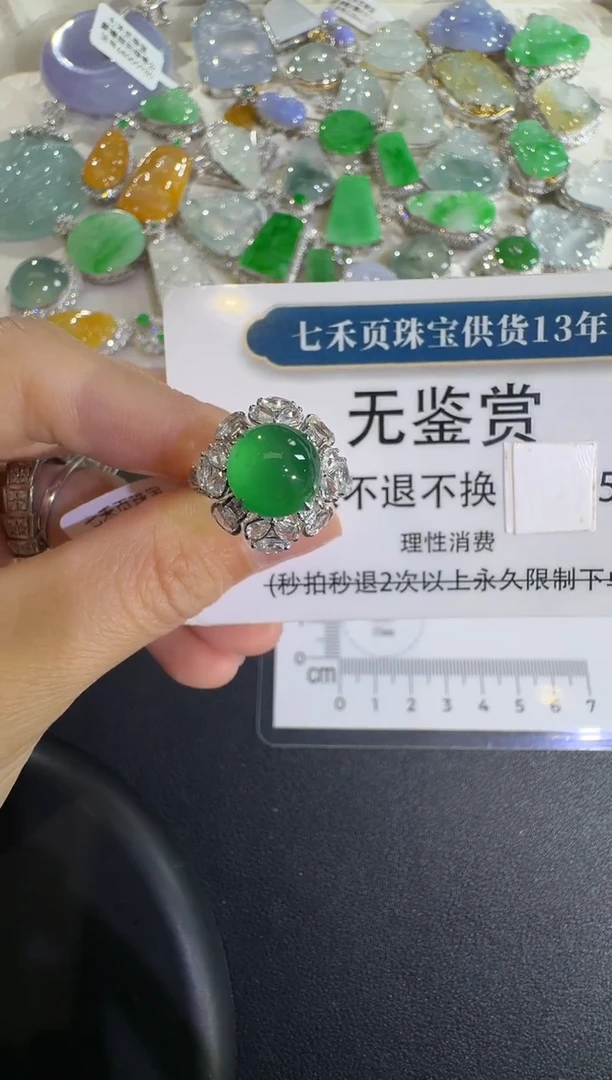 七禾页珠宝供货13年
无鉴赏
不退不换
理性消费
(秒拍秒退2次以上永久限制下
cm
0 1 2 3 4 5 6 7